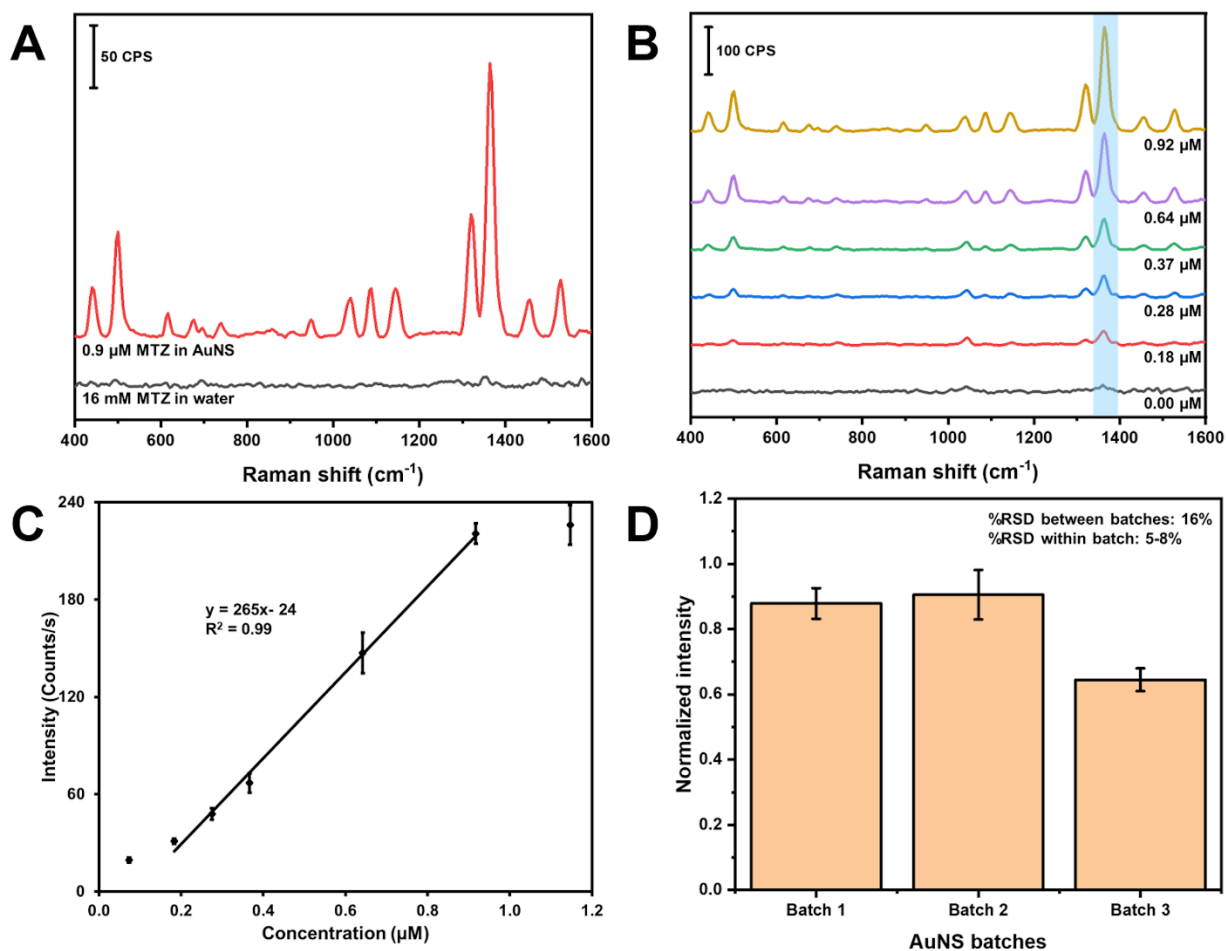 A
50 CPS
0.9 µM MTZ in AuNS
16 mM MTZ in water
400 600 800 1000 1200 1400 1600
Raman shift (cm⁻¹)
B
100 CPS
0.92 µM
0.64 µM
0.37 µM
0.28 µM
0.18 µM
0.00 µM
400 600 800 1000 1200 1400 1600
Raman shift (cm⁻¹)
C
Intensity (Counts/s)
240
180
120
60
0
y = 265x- 24
R² = 0.99
0.0 0.2 0.4 0.6 0.8 1.0 1.2
Concentration (µM)
D
Normalized intensity
1.2
1.0
0.8
0.6
0.4
0.2
0.0
%RSD between batches: 16%
%RSD within batch: 5-8%
Batch 1 Batch 2 Batch 3
AuNS batches